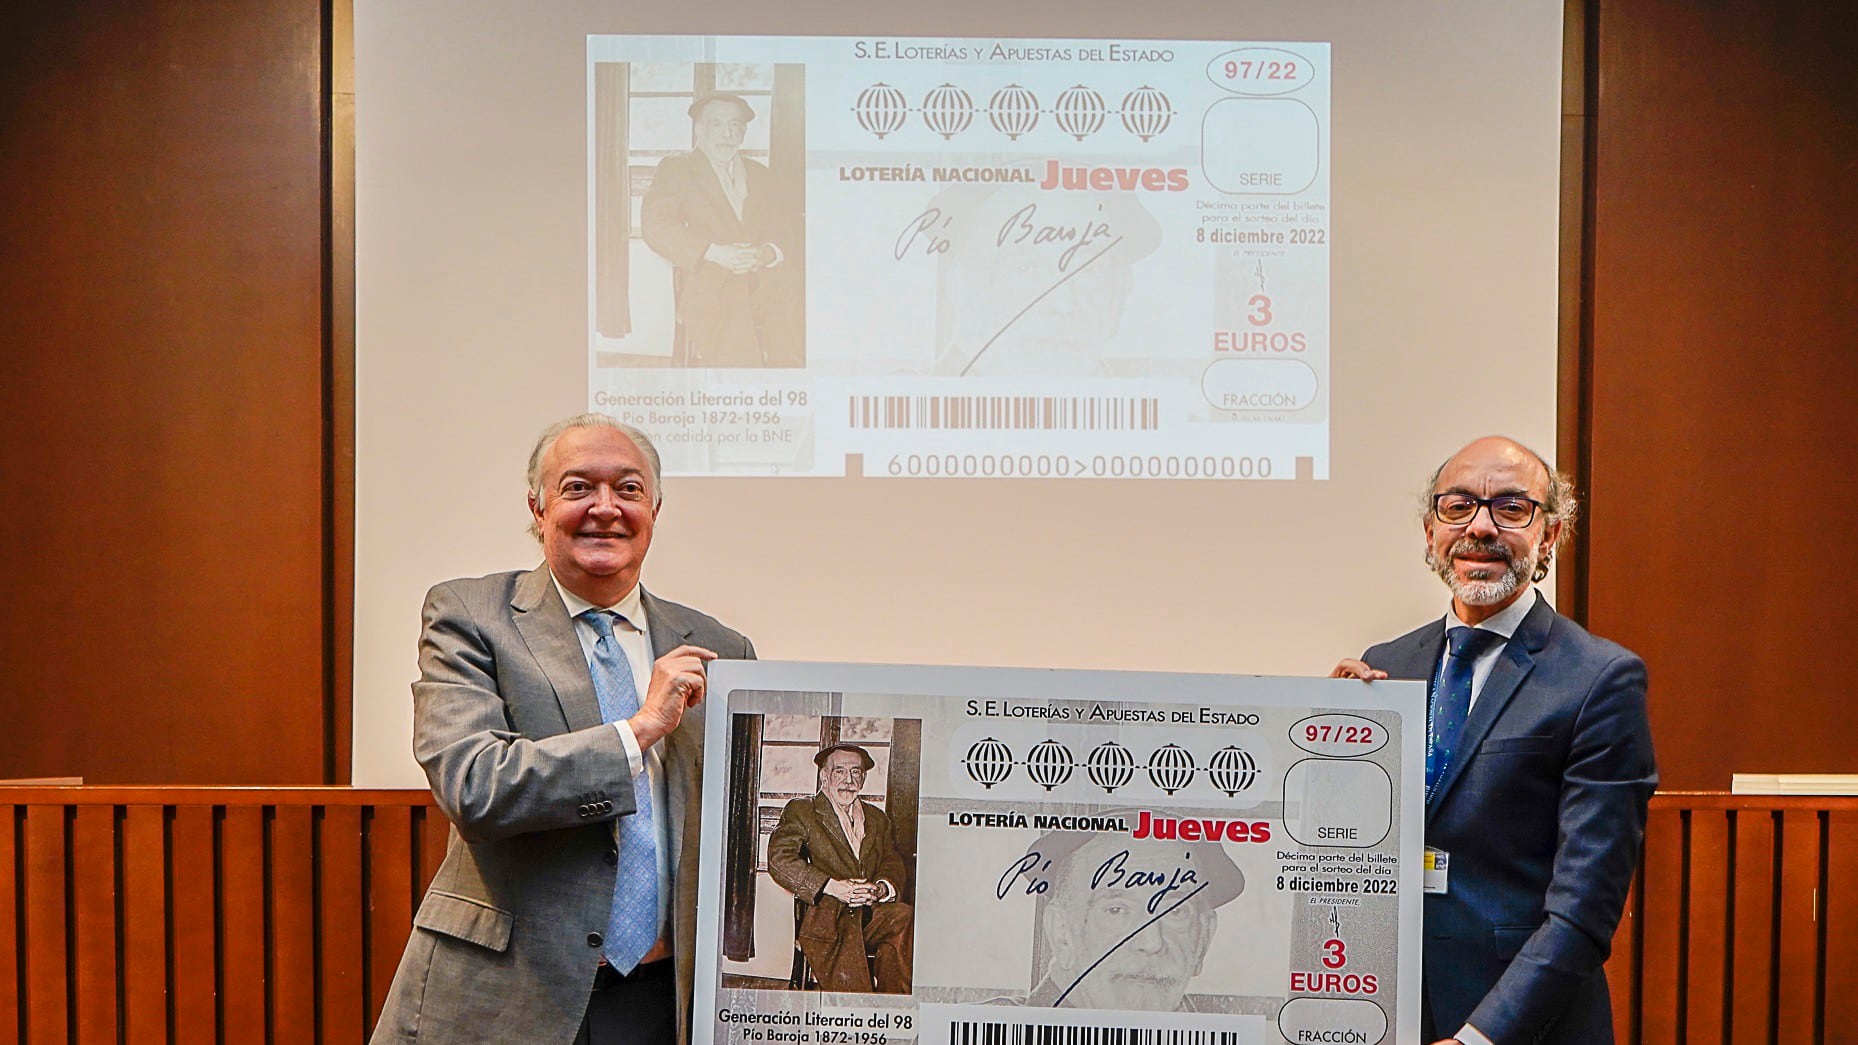 S. E. LOTERÍAS Y APUESTAS DEL ESTADO
97/22
LOTERÍA NACIONAL Jueves
SERIE
Pío Baroja
Décima parte del billete
para el sorteo del día
8 diciembre 2022
EL PRESIDENTE
3
EUROS
FRACCIÓN
Generación Literaria del 98
Pío Baroja 1872-1956
cedida por la BNE
6000000000>0000000000
S. E. LOTERÍAS Y APUESTAS DEL ESTADO
97/22
LOTERÍA NACIONAL Jueves
SERIE
Pío Baroja
Décima parte del billete
para el sorteo del día
8 diciembre 2022
EL PRESIDENTE
3
EUROS
FRACCIÓN
Generación Literaria del 98
Pío Baroja 1872-1956